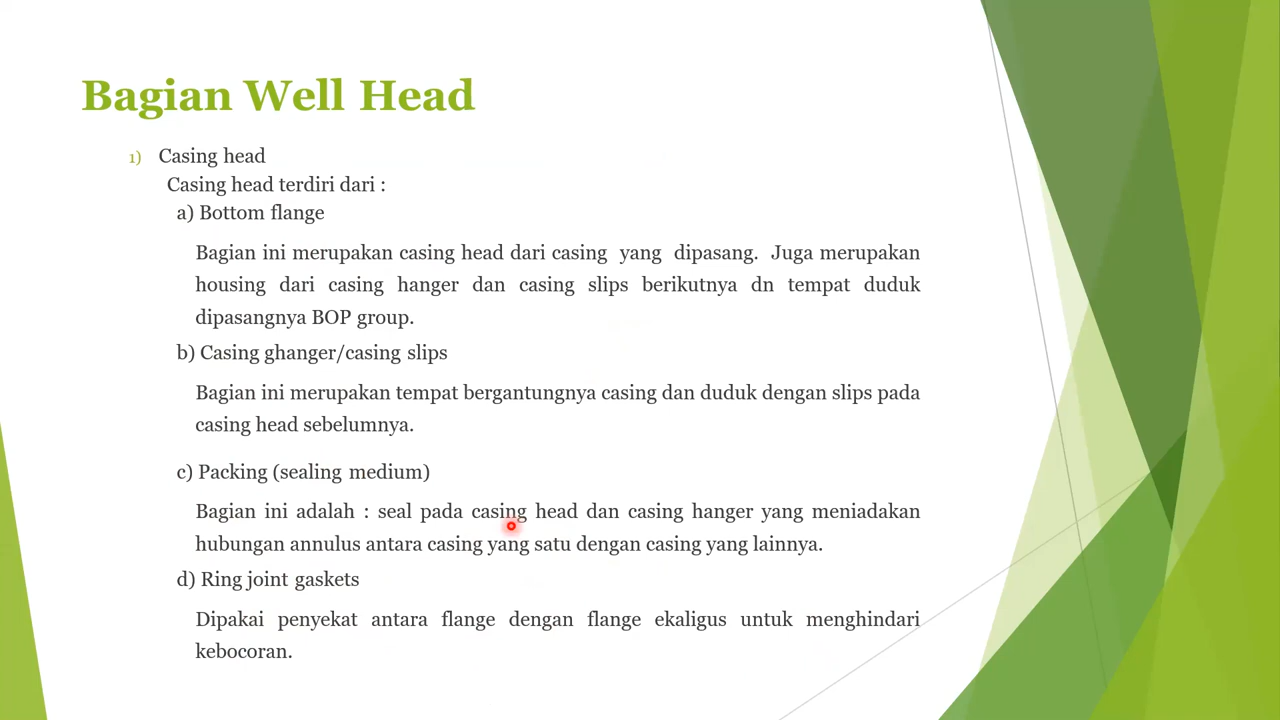 Bagian Well Head
1) Casing head
Casing head terdiri dari :
a) Bottom flange
Bagian ini merupakan casing head dari casing yang dipasang. Juga merupakan
housing dari casing hanger dan casing slips berikutnya dn tempat duduk
dipasangnya BOP group.
b) Casing ghanger/casing slips
Bagian ini merupakan tempat bergantungnya casing dan duduk dengan slips pada
casing head sebelumnya.
c) Packing (sealing medium)
Bagian ini adalah : seal pada casing head dan casing hanger yang meniadakan
hubungan annulus antara casing yang satu dengan casing yang lainnya.
d) Ring joint gaskets
Dipakai penyekat antara flange dengan flange ekaligus untuk menghindari
kebocoran.